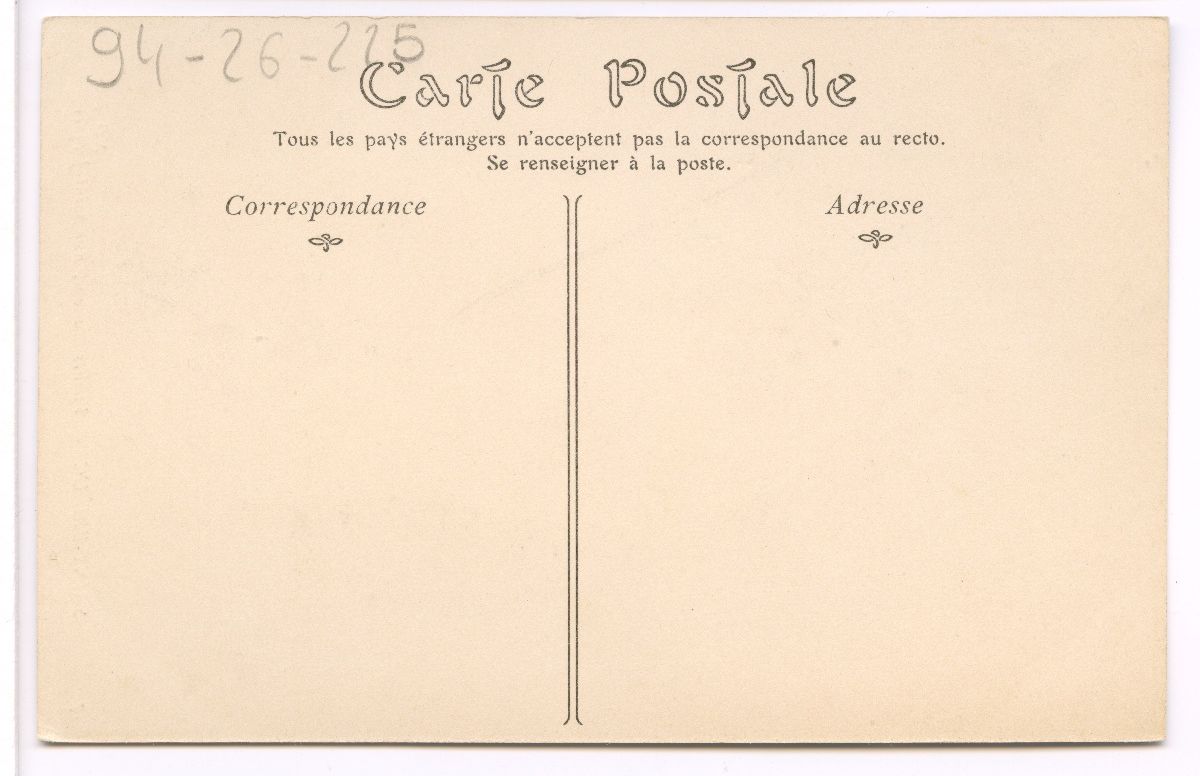 94-26-225
Carte Postale
Tous les pays étrangers n'acceptent pas la correspondance au recto.
Se renseigner à la poste.
Correspondance
Adresse